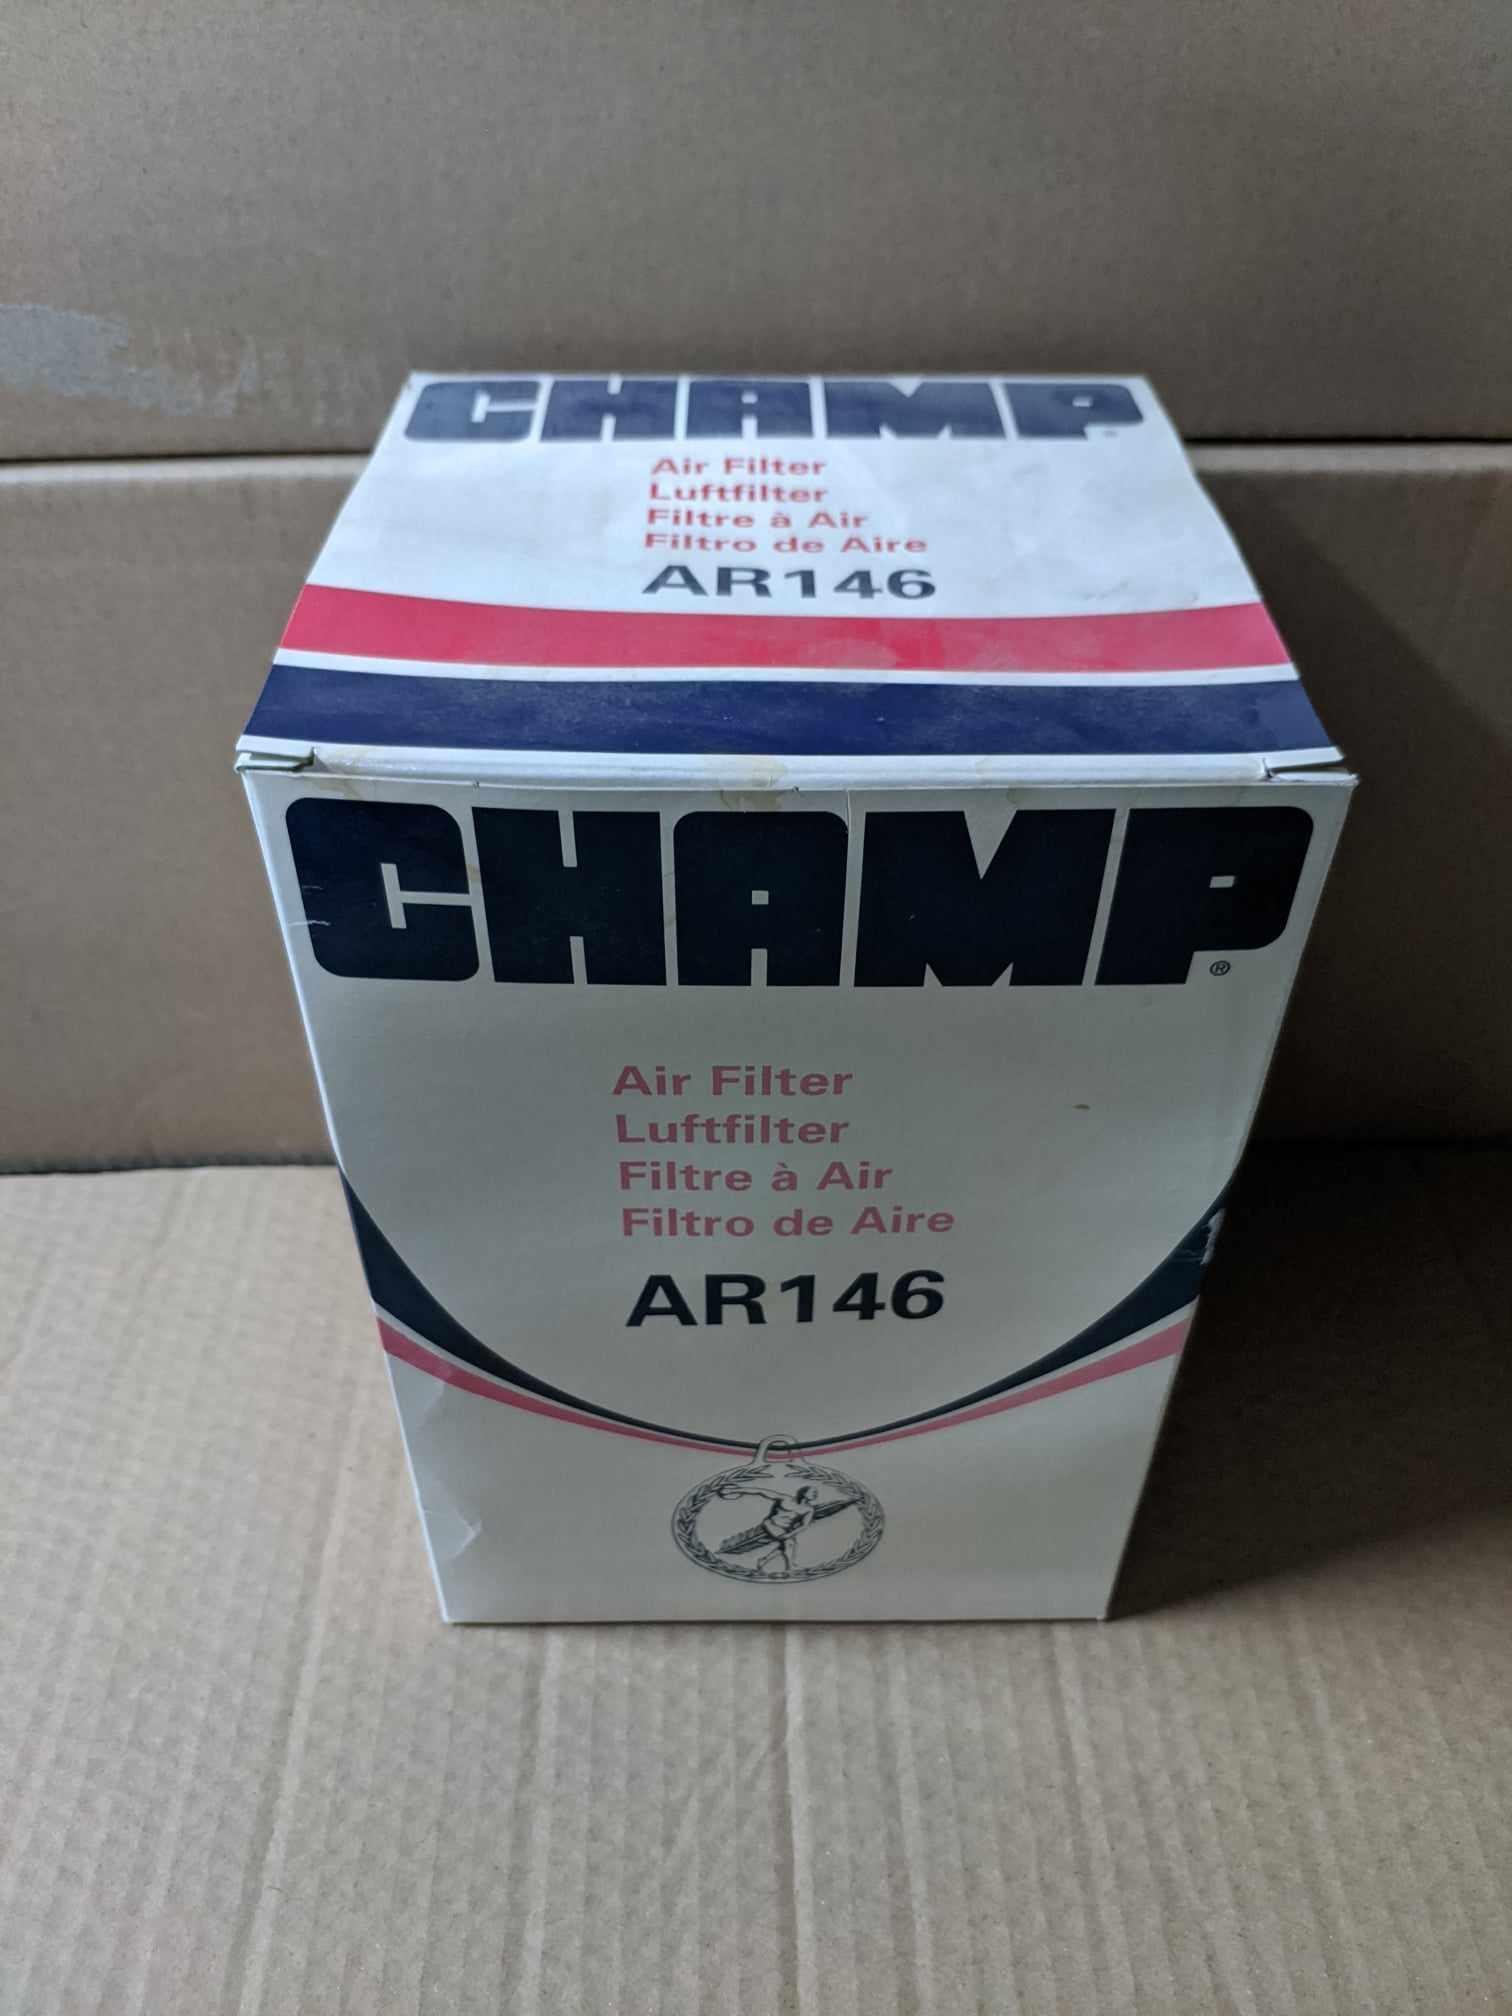 CHAMP®
Air Filter
Luftfilter
Filtre à Air
Filtro de Aire
AR146
CHAMP®
Air Filter
Luftfilter
Filtre à Air
Filtro de Aire
AR146